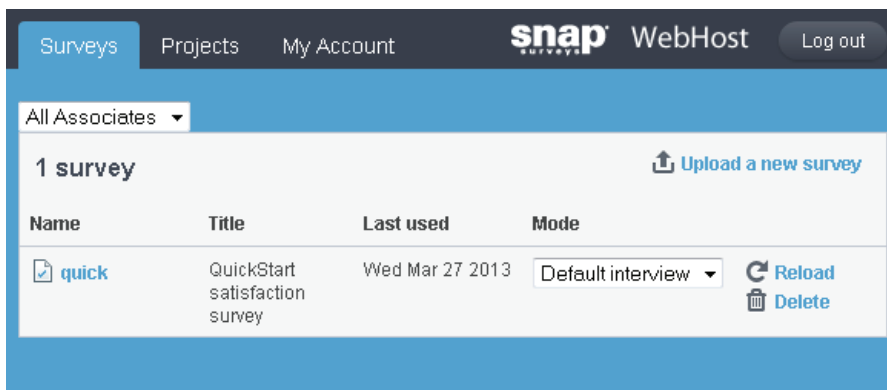 Surveys Projects My Account snap surveys WebHost Log out
All Associates
1 survey Upload a new survey
Name Title Last used Mode
quick QuickStart satisfaction survey Wed Mar 27 2013 Default interview Reload
Delete